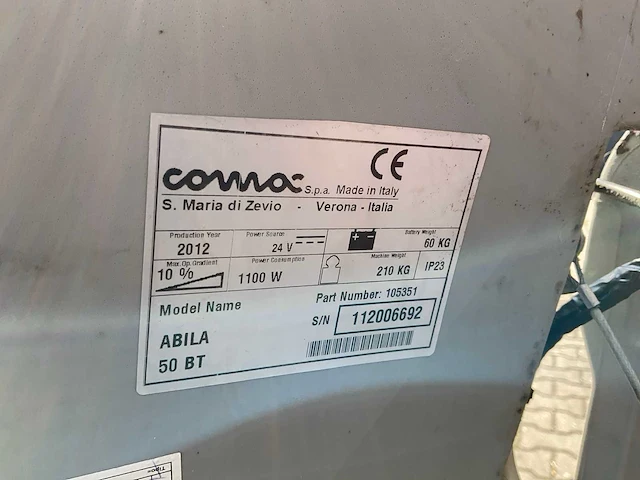 comac S.p.a. Made in Italy CE
S. Maria di Zevio - Verona - Italia
Production Year 2012 Power Source 24 V Battery Weight 60 KG
Max.Op.Gradient 10 % Power Consumption 1100 W Machine Weight 210 KG IP23
Model Name Part Number: 105351
S/N 112006692
ABILA
50 BT
Tipo